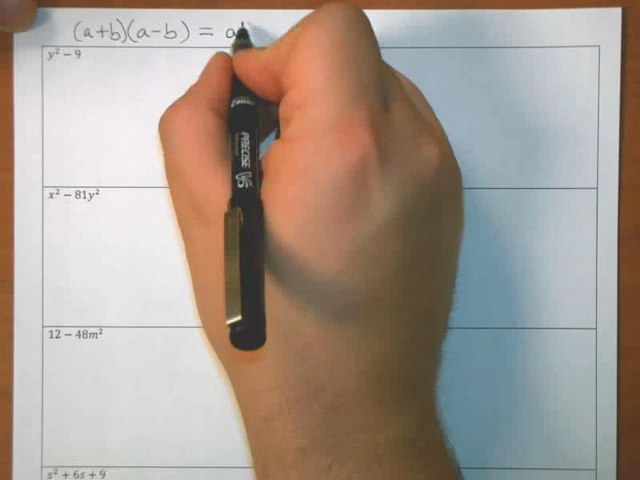 (a+b)(a-b) = a
y² − 9
x² − 81y²
12 − 48m²
s² + 6s + 9
PRECISE V5